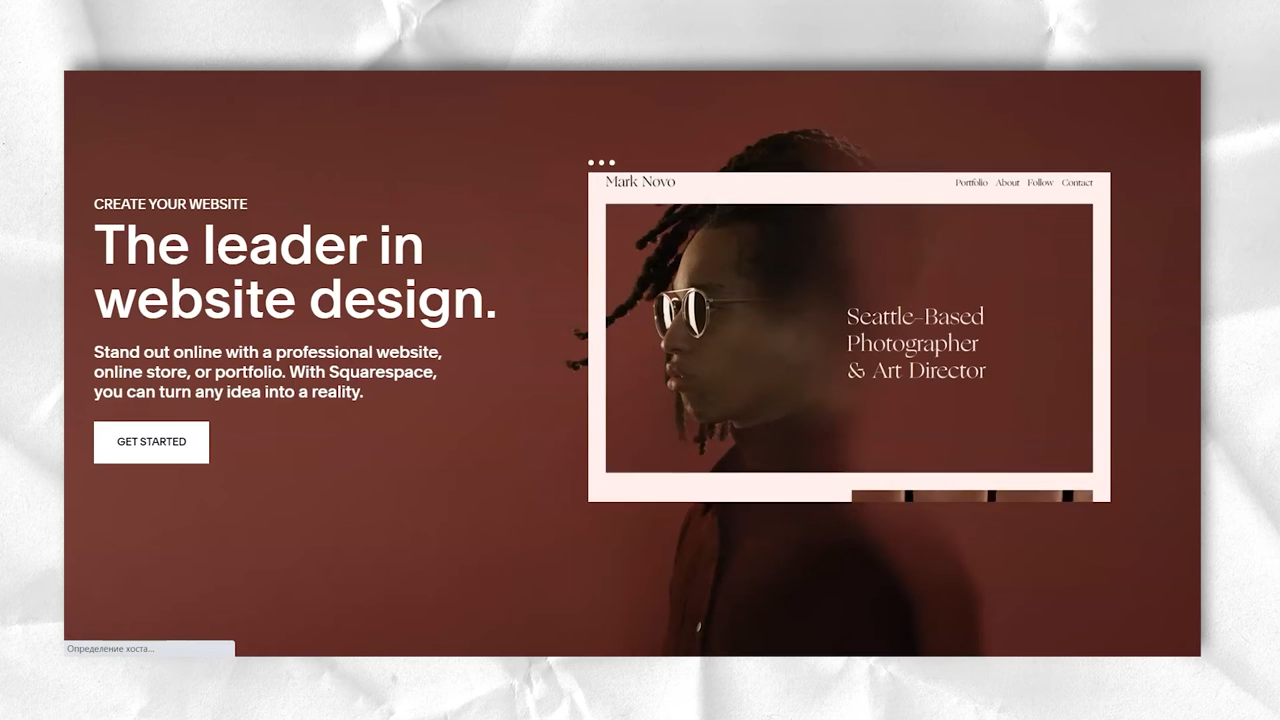 CREATE YOUR WEBSITE
The leader in
website design.
Stand out online with a professional website,
online store, or portfolio. With Squarespace,
you can turn any idea into a reality.
GET STARTED
Mark Novo
Portfolio About Follow Contact
Seattle–Based
Photographer
& Art Director
Определение хоста...